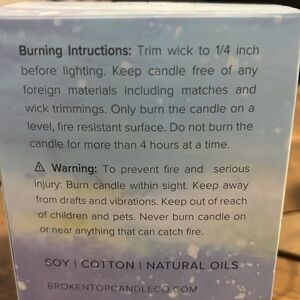 Burning Intructions: Trim wick to 1/4 inch
before lighting. Keep candle free of any
foreign materials including matches and
wick trimmings. Only burn the candle on a
level, fire resistant surface. Do not burn the
candle for more than 4 hours at a time.
⚠ Warning: To prevent fire and serious
injury: Burn candle within sight. Keep away
from drafts and vibrations. Keep out of reach
of children and pets. Never burn candle on
or near anything that can catch fire.
SOY | COTTON | NATURAL OILS
BROKENTOPCANDLECO.COM